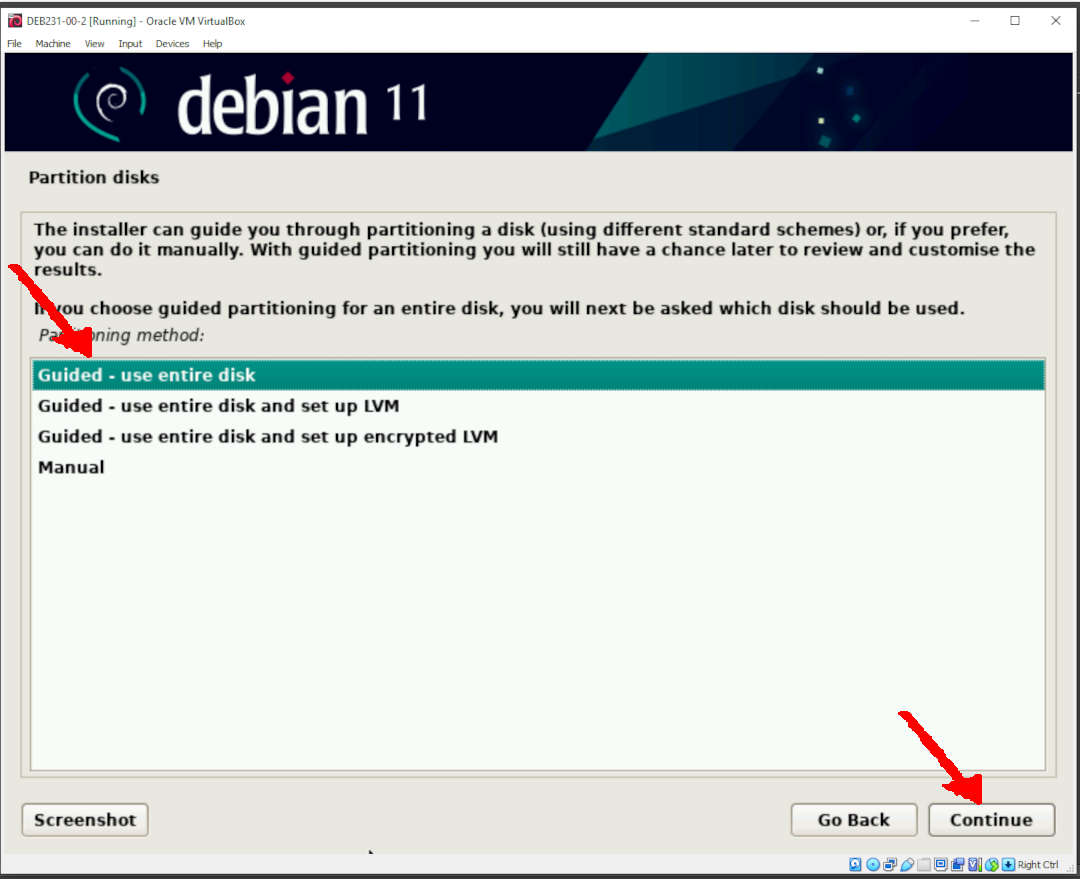 DEB231-00-2 [Running] - Oracle VM VirtualBox
File Machine View Input Devices Help
debian 11
Partition disks
The installer can guide you through partitioning a disk (using different standard schemes) or, if you prefer,
you can do it manually. With guided partitioning you will still have a chance later to review and customise the
results.
If you choose guided partitioning for an entire disk, you will next be asked which disk should be used.
Partitioning method:
Guided - use entire disk
Guided - use entire disk and set up LVM
Guided - use entire disk and set up encrypted LVM
Manual
Screenshot
Go Back
Continue
Right Ctrl